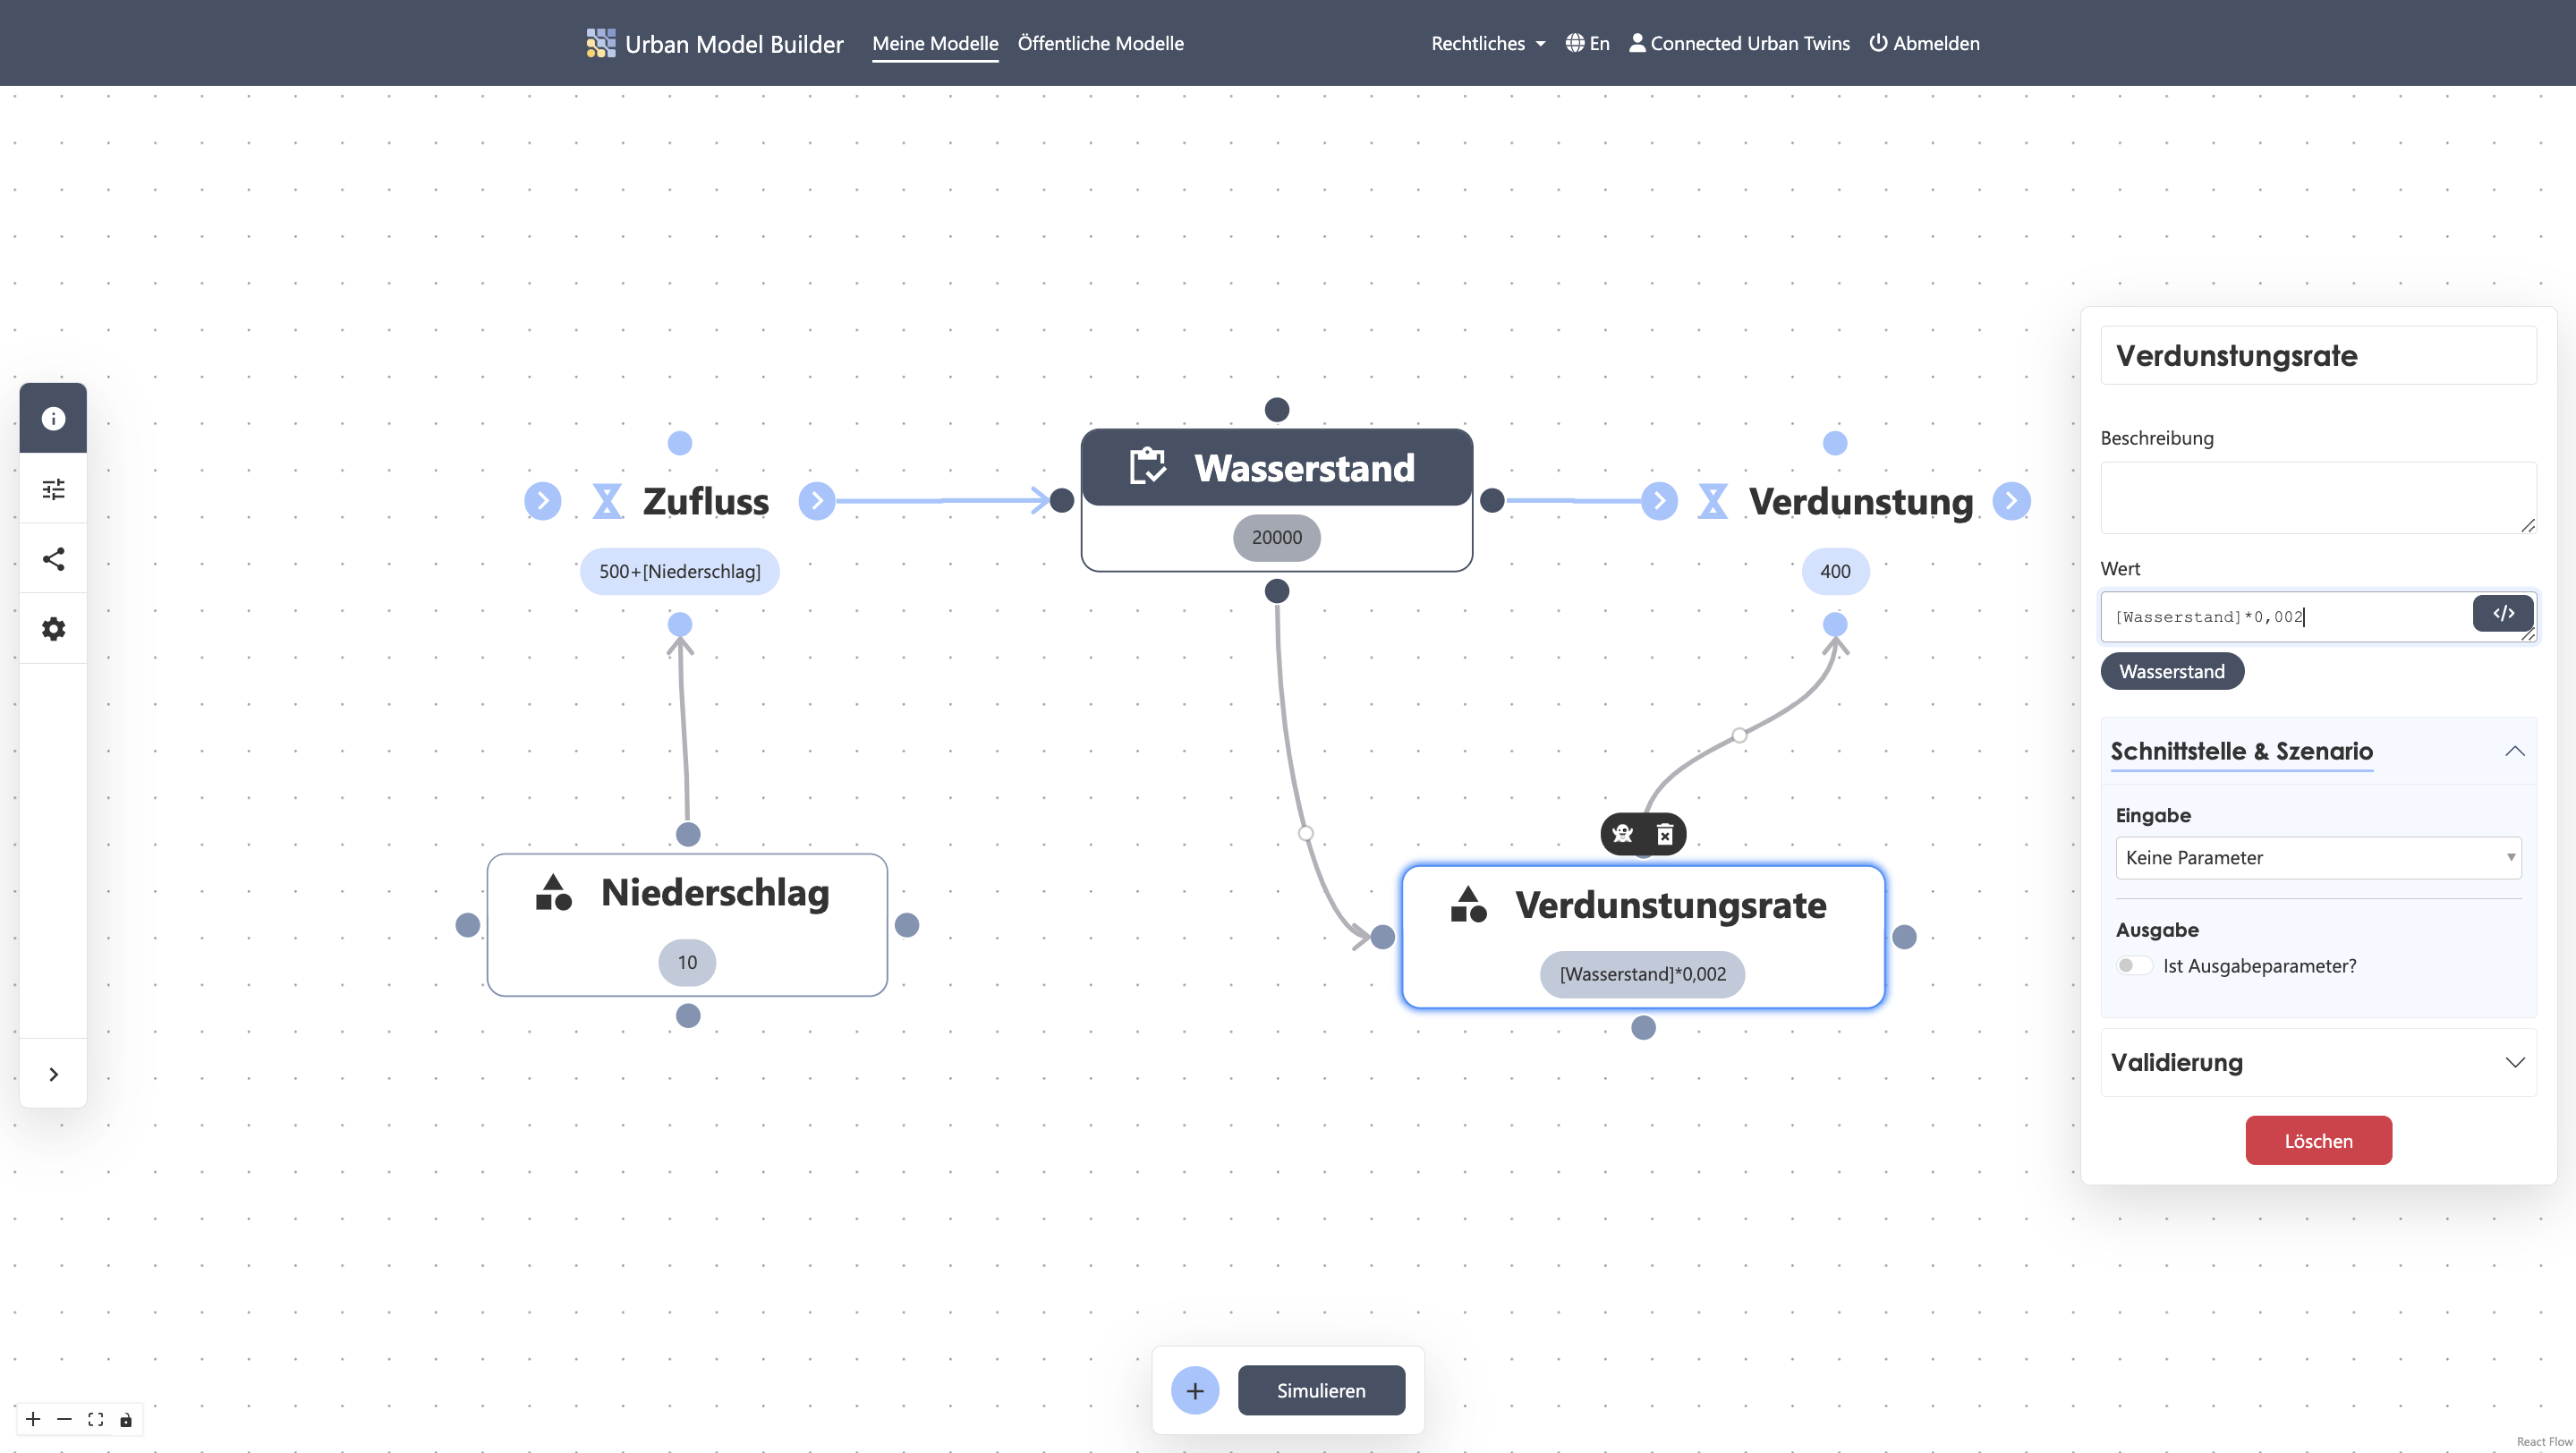 Urban Model Builder
Meine Modelle
Öffentliche Modelle
Rechtliches
En
Connected Urban Twins
Abmelden
Zufluss
500+[Niederschlag]
Wasserstand
20000
Verdunstung
400
Niederschlag
10
Verdunstungsrate
[Wasserstand]*0,002
Verdunstungsrate
Beschreibung
Wert
[Wasserstand]*0,002
</>
Wasserstand
Schnittstelle & Szenario
Eingabe
Keine Parameter
Ausgabe
Ist Ausgabeparameter?
Validierung
Löschen
Simulieren
React Flow